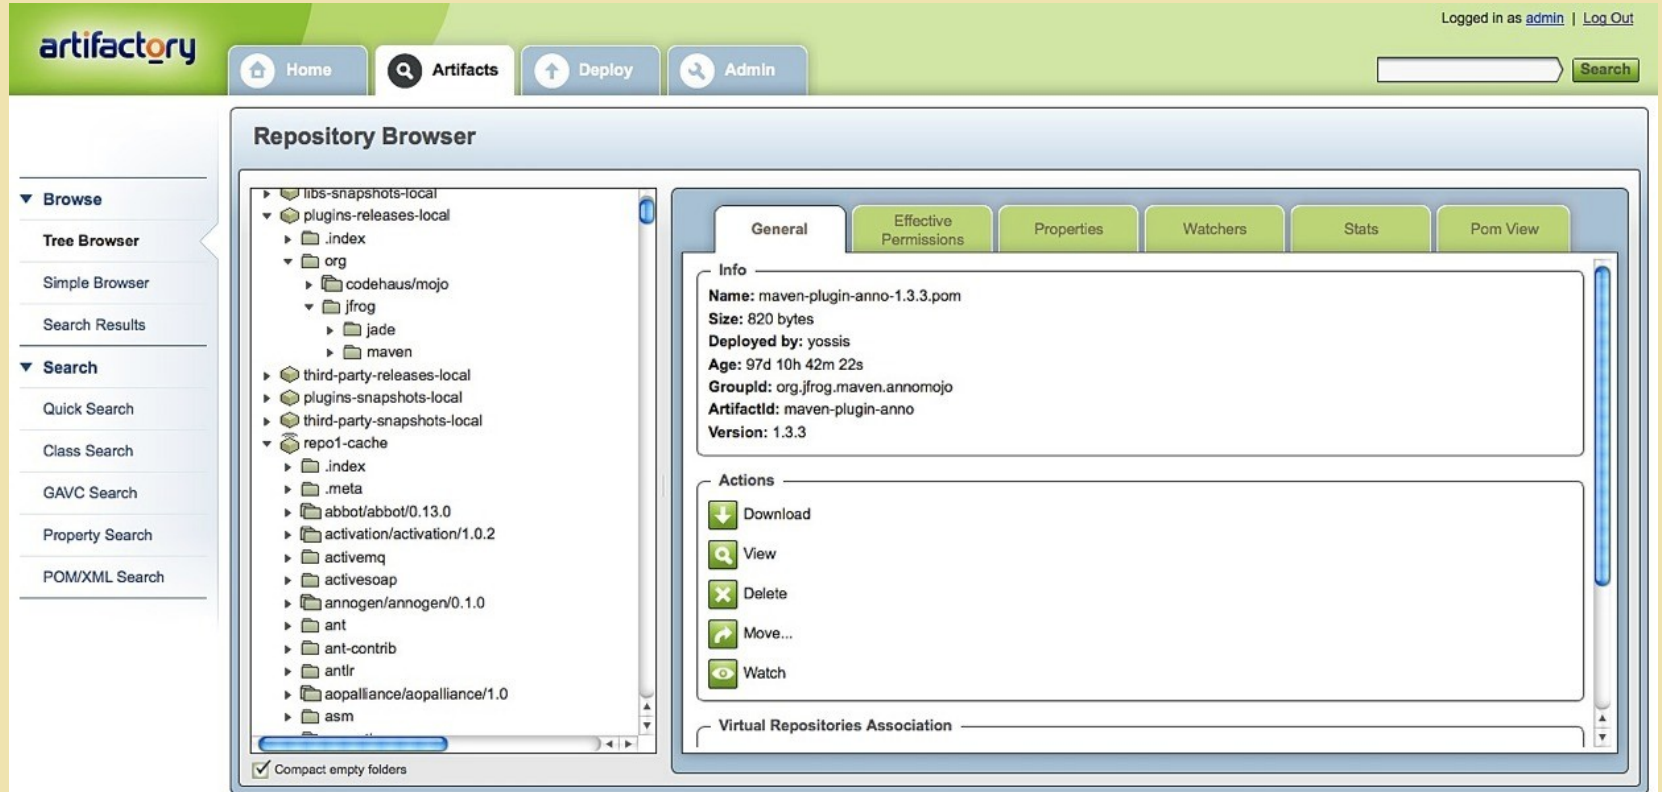 Logged in as admin | Log Out
artifactory
Home
Artifacts
Deploy
Admin
Search
Repository Browser
Browse
Tree Browser
Simple Browser
Search Results
Search
Quick Search
Class Search
GAVC Search
Property Search
POM/XML Search
libs-snapshots-local
plugins-releases-local
.index
org
codehaus/mojo
jfrog
jade
maven
third-party-releases-local
plugins-snapshots-local
third-party-snapshots-local
repo1-cache
.index
.meta
abbot/abbot/0.13.0
activation/activation/1.0.2
activemq
activesoap
annogen/annogen/0.1.0
ant
ant-contrib
antlr
aopalliance/aopalliance/1.0
asm
Compact empty folders
General
Effective
Permissions
Properties
Watchers
Stats
Pom View
Info
Name: maven-plugin-anno-1.3.3.pom
Size: 820 bytes
Deployed by: yossis
Age: 97d 10h 42m 22s
GroupId: org.jfrog.maven.annomojo
ArtifactId: maven-plugin-anno
Version: 1.3.3
Actions
Download
View
Delete
Move...
Watch
Virtual Repositories Association